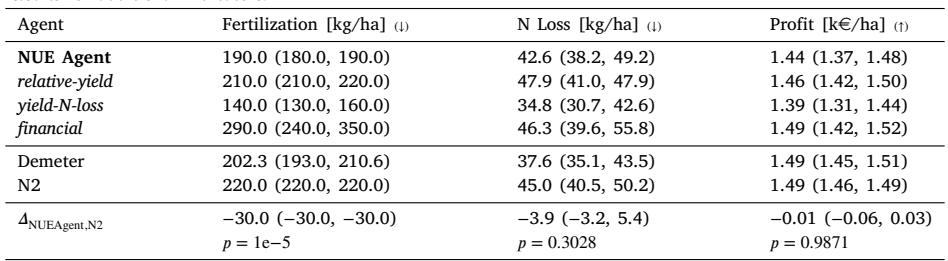 Agent Fertilization [kg/ha] (↓) N Loss [kg/ha] (↓) Profit [k€/ha] (↑)
NUE Agent 190.0 (180.0, 190.0) 42.6 (38.2, 49.2) 1.44 (1.37, 1.48)
relative-yield 210.0 (210.0, 220.0) 47.9 (41.0, 47.9) 1.46 (1.42, 1.50)
yield-N-loss 140.0 (130.0, 160.0) 34.8 (30.7, 42.6) 1.39 (1.31, 1.44)
financial 290.0 (240.0, 350.0) 46.3 (39.6, 55.8) 1.49 (1.42, 1.52)
Demeter 202.3 (193.0, 210.6) 37.6 (35.1, 43.5) 1.49 (1.45, 1.51)
N2 220.0 (220.0, 220.0) 45.0 (40.5, 50.2) 1.49 (1.46, 1.49)
Δ_NUEAgent,N2 −30.0 (−30.0, −30.0) −3.9 (−3.2, 5.4) −0.01 (−0.06, 0.03)
p = 1e−5 p = 0.3028 p = 0.9871